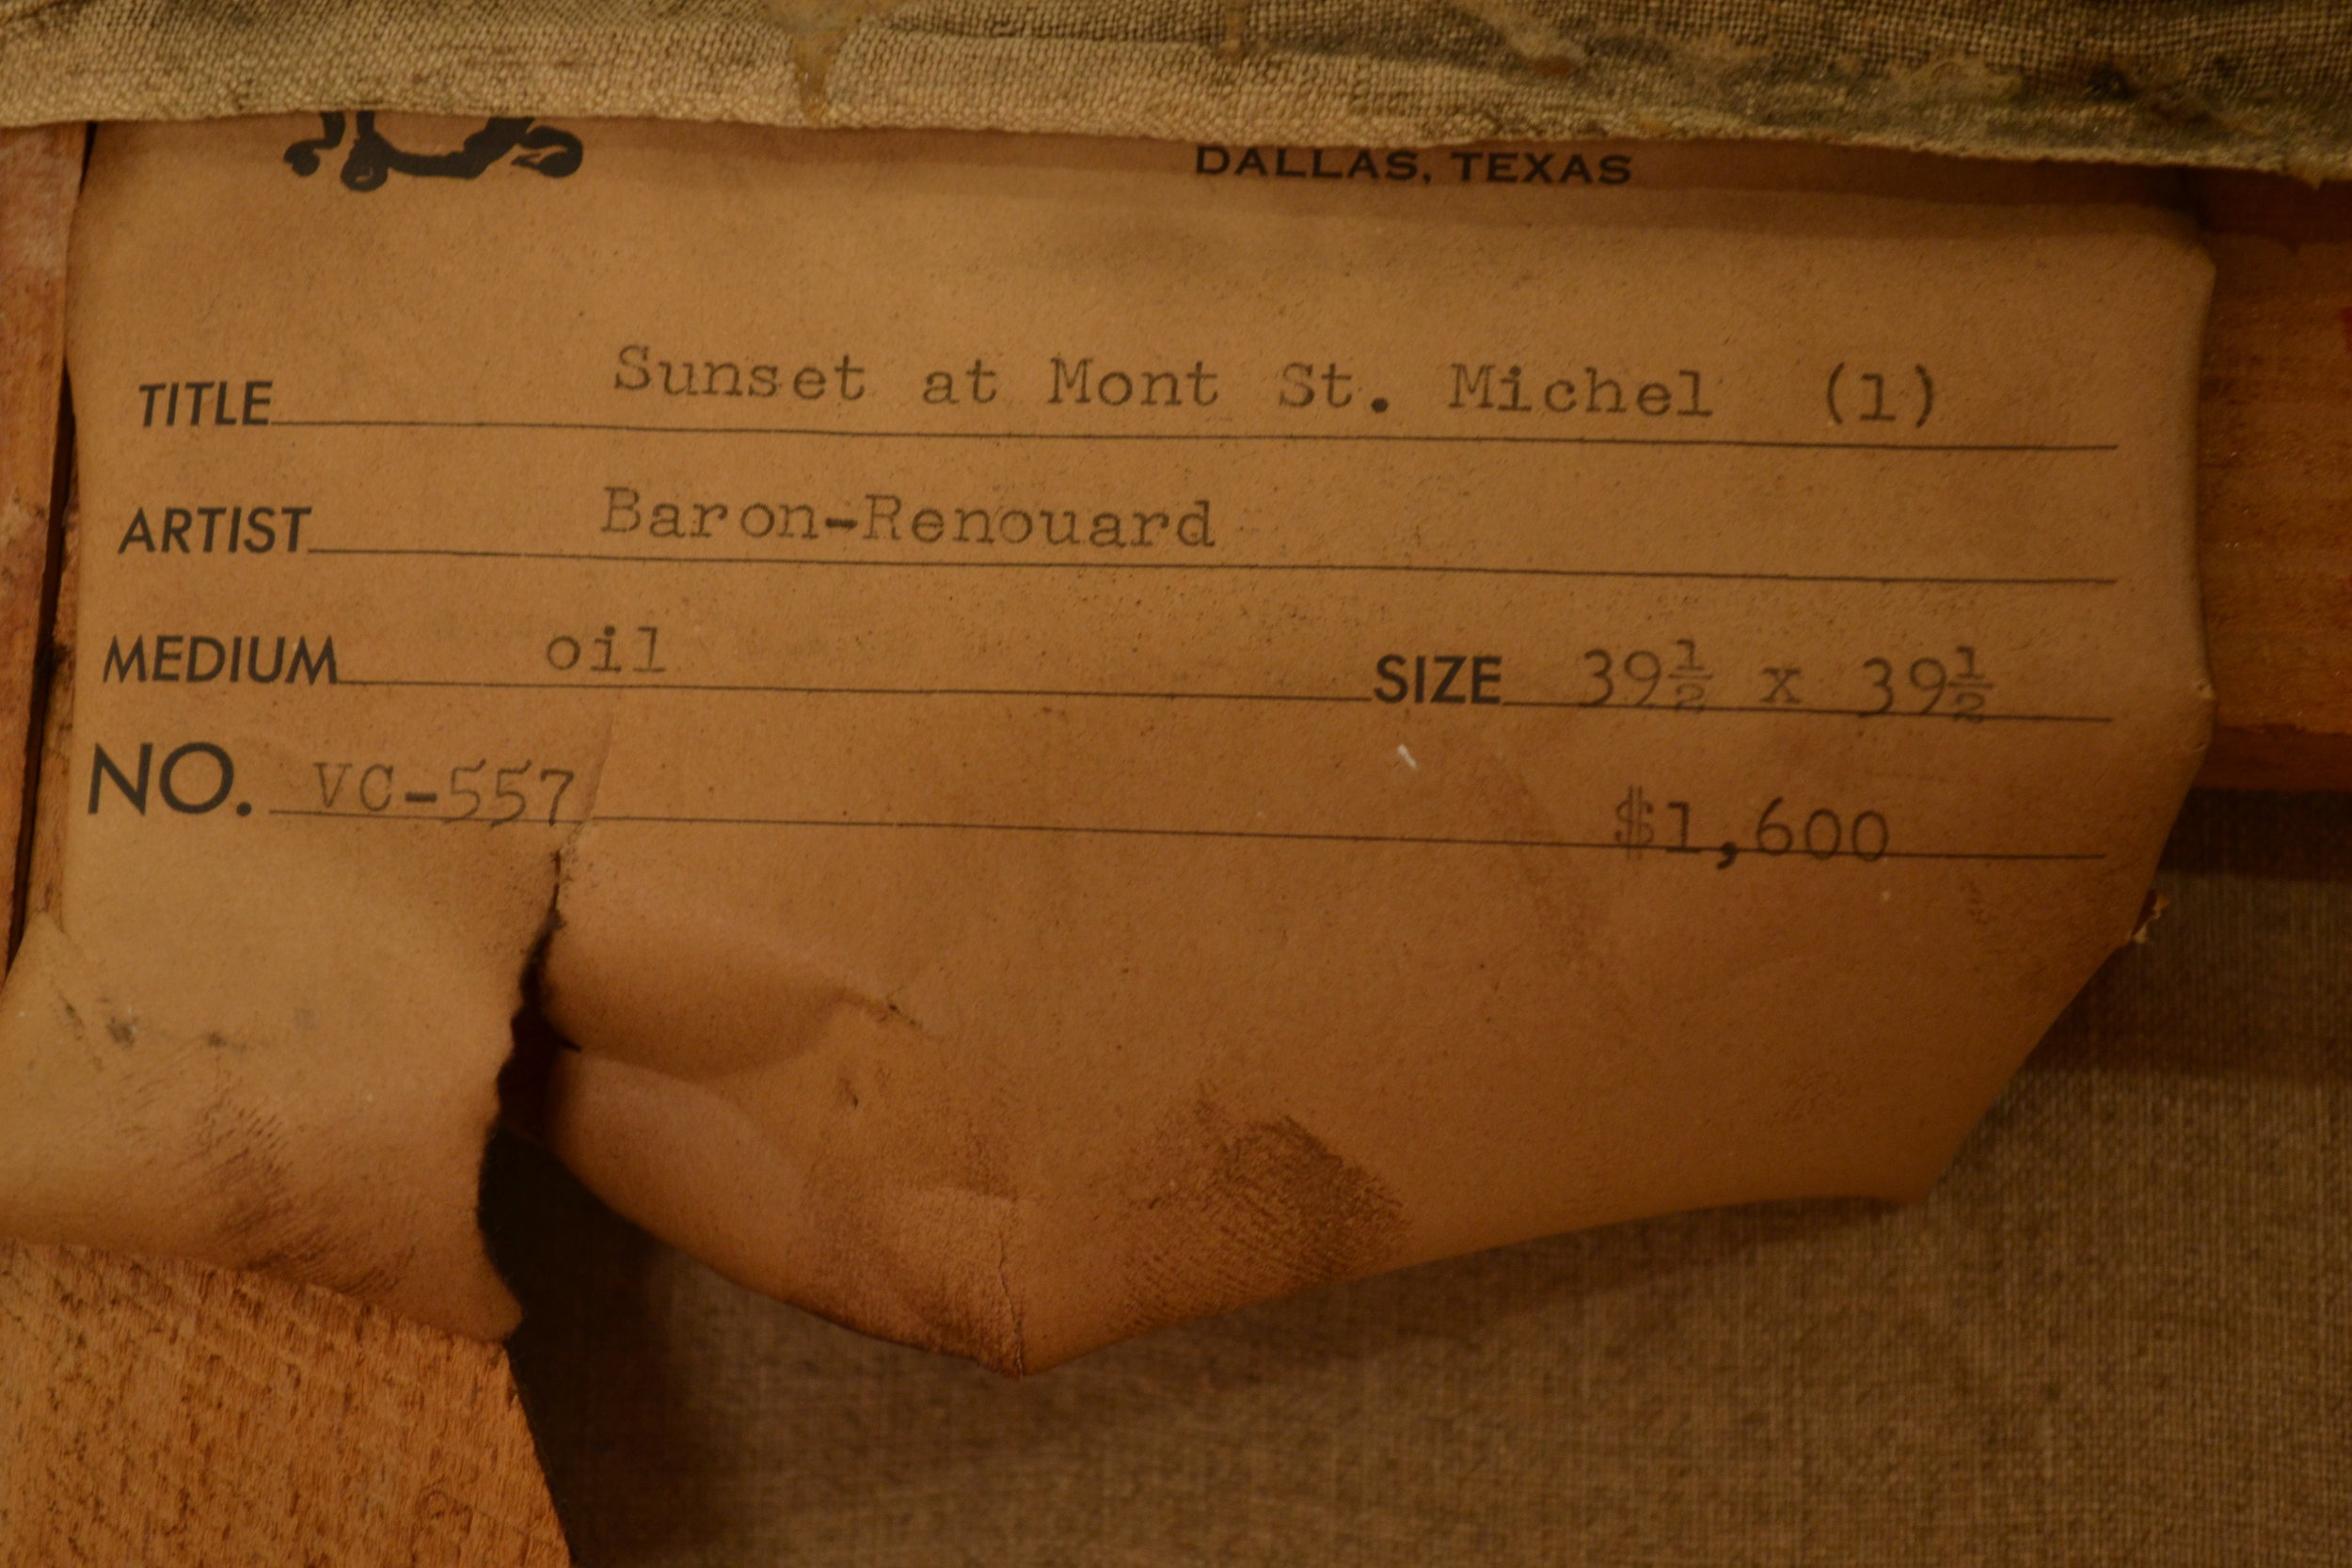 DALLAS, TEXAS
TITLE Sunset at Mont St. Michel (1)
ARTIST Baron-Renouard
MEDIUM oil SIZE 39½ x 39½
NO. VC-557 $1,600